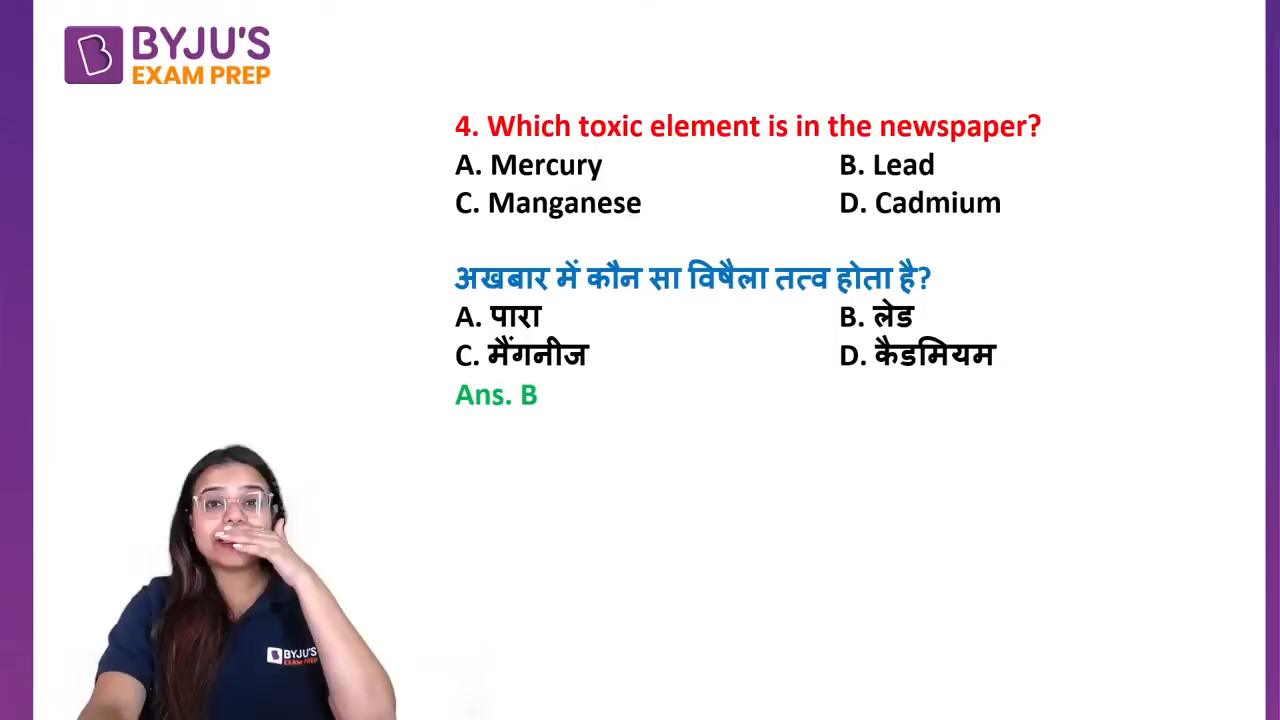 BYJU'S
EXAM PREP
4. Which toxic element is in the newspaper?
A. Mercury B. Lead
C. Manganese D. Cadmium
अखबार में कौन सा विषैला तत्व होता है?
A. पारा B. लेड
C. मैंगनीज D. कैडमियम
Ans. B
BYJU'S
EXAM PREP